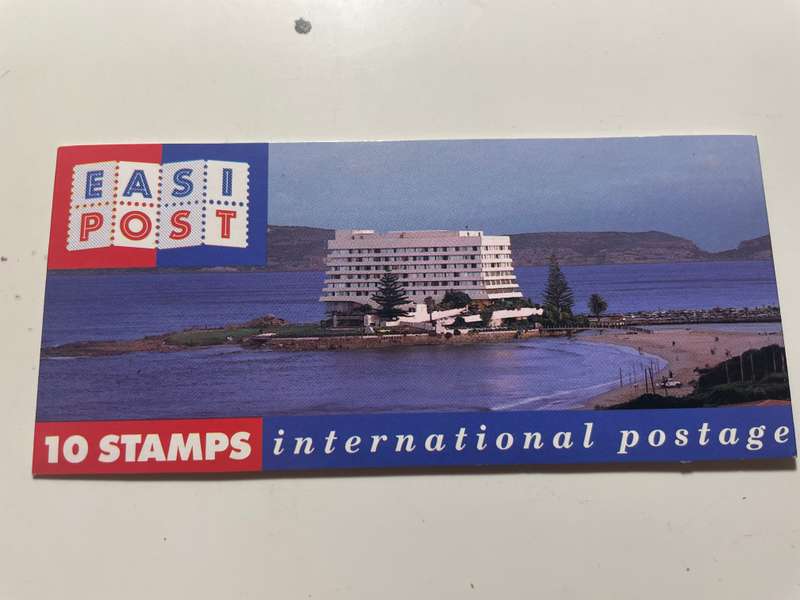 EASI
POST
10 STAMPS international postage